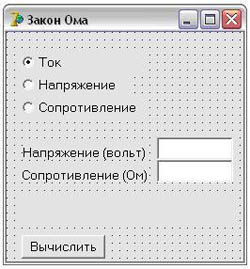 Закон Ома
Ток
Напряжение
Сопротивление
Напряжение (вольт)
Сопротивление (Ом)
Вычислить